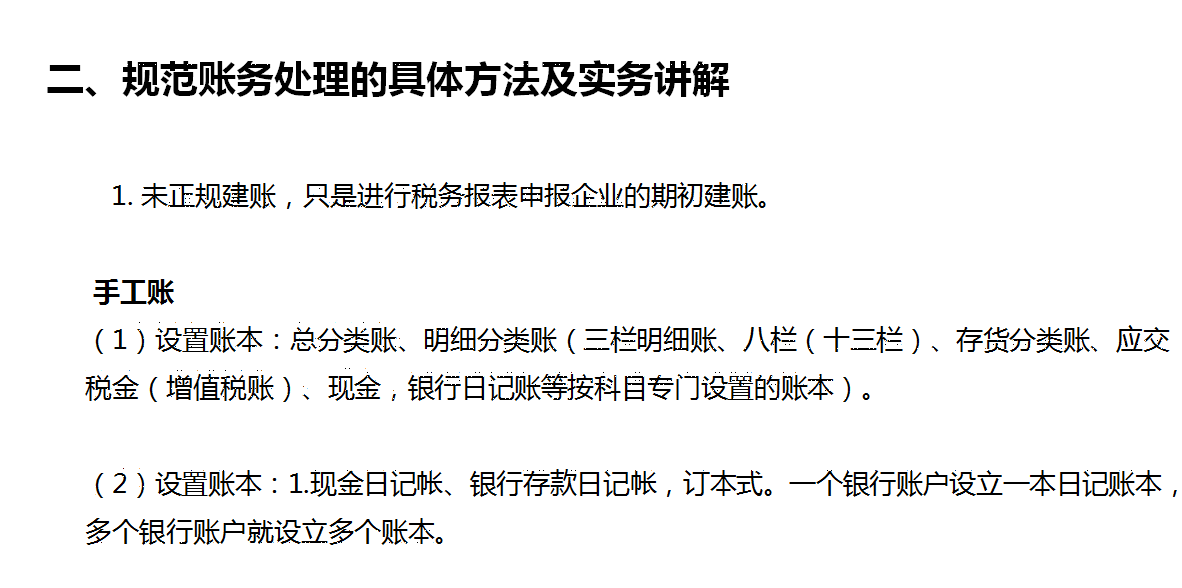 二、规范账务处理的具体方法及实务讲解
1. 未正规建账，只是进行税务报表申报企业的期初建账。
手工账
（1）设置账本：总分类账、明细分类账（三栏明细账、八栏（十三栏）、存货分类账、应交
税金（增值税账）、现金，银行日记账等按科目专门设置的账本）。
（2）设置账本：1.现金日记帐、银行存款日记帐，订本式。一个银行账户设立一本日记账本，
多个银行账户就设立多个账本。